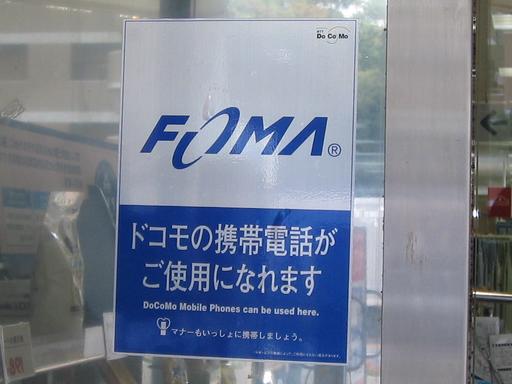 NTT
DoCoMo
FOMA®
ドコモの携帯電話が
ご使用になれます
DoCoMo Mobile Phones can be used here.
マナーもいっしょに携帯しましょう。